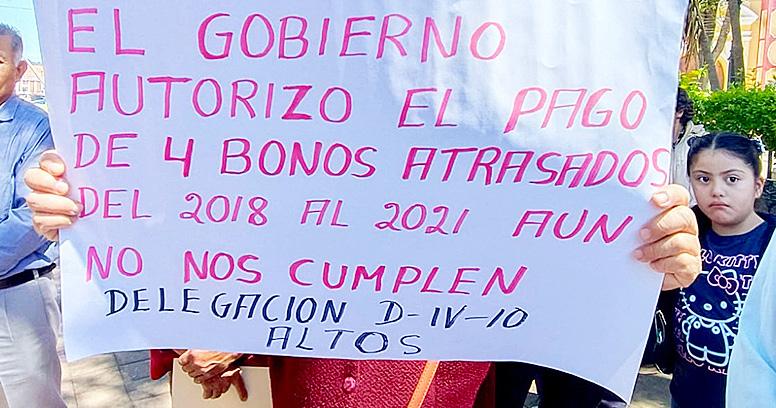 EL GOBIERNO
AUTORIZO EL PAGO
DE 4 BONOS ATRASADOS
DEL 2018 AL 2021 AUN
NO NOS CUMPLEN
DELEGACION D-IV-10
ALTOS
KITTY